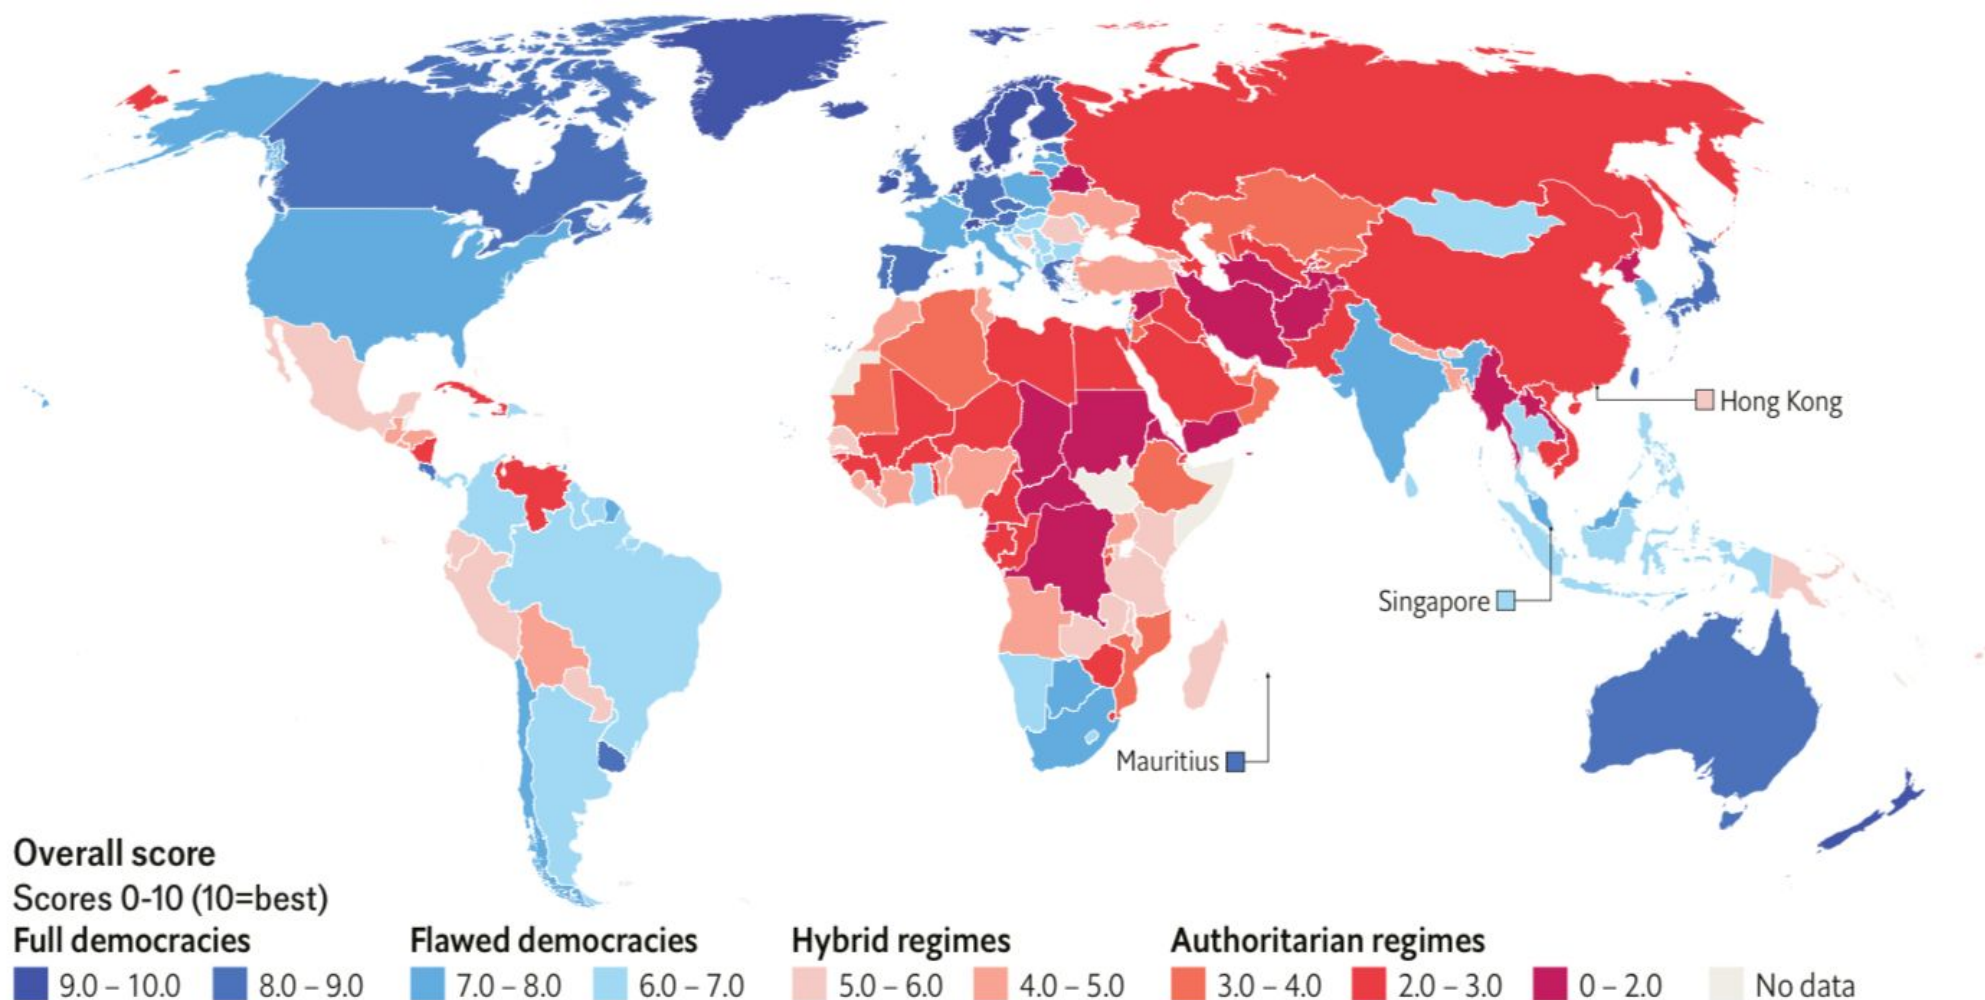 Hong Kong
Singapore
Mauritius
Overall score
Scores 0-10 (10=best)
Full democracies
9.0 – 10.0
8.0 – 9.0
Flawed democracies
7.0 – 8.0
6.0 – 7.0
Hybrid regimes
5.0 – 6.0
4.0 – 5.0
Authoritarian regimes
3.0 – 4.0
2.0 – 3.0
0 – 2.0
No data